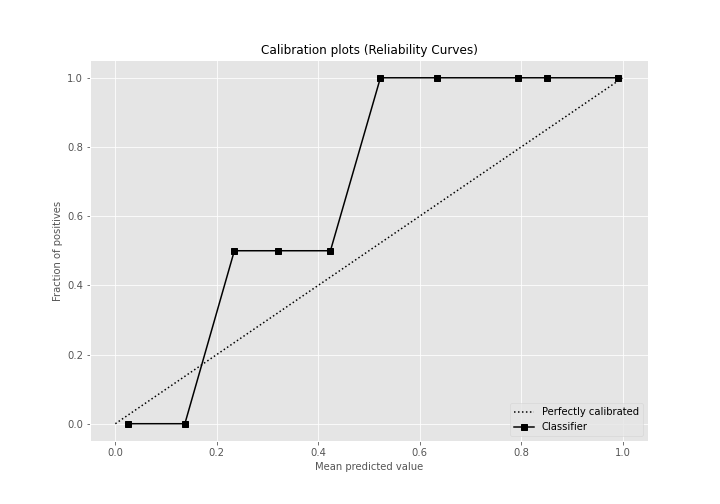 Calibration plots (Reliability Curves)
1.0
0.8
0.6
0.4
0.2
0.0
Fraction of positives
0.0 0.2 0.4 0.6 0.8 1.0
Mean predicted value
Perfectly calibrated
Classifier